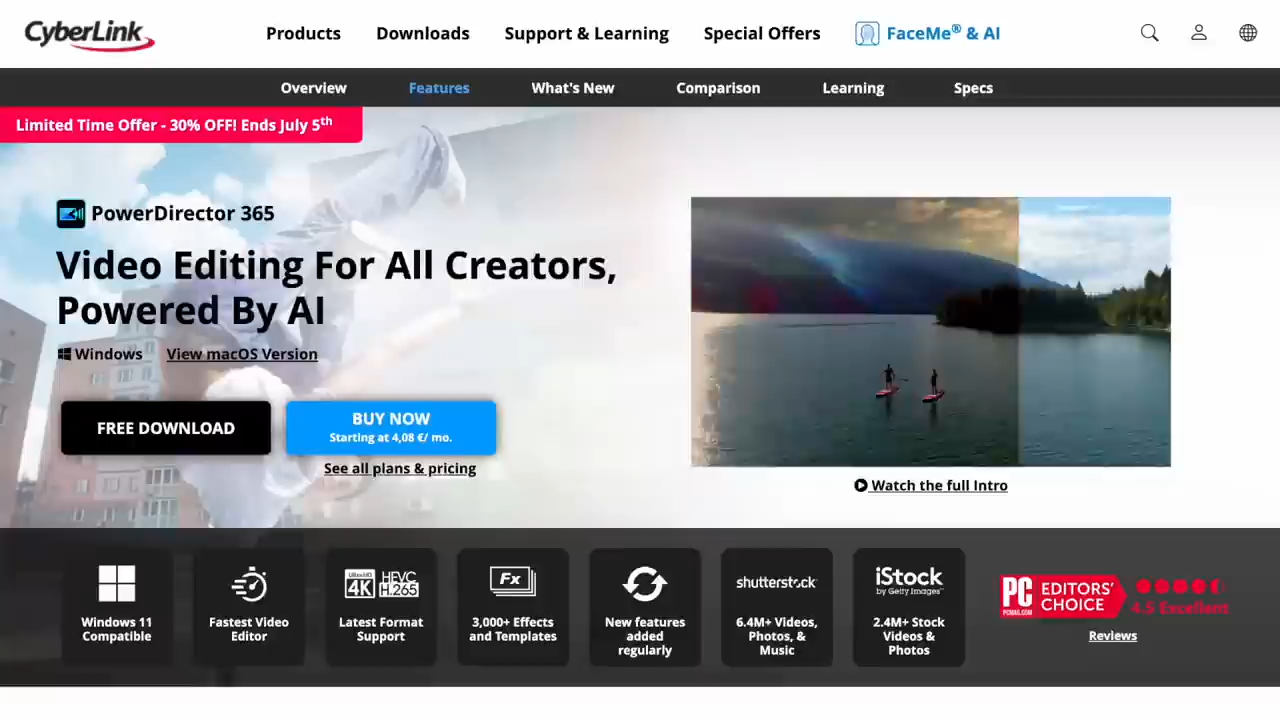 CyberLink
Products
Downloads
Support & Learning
Special Offers
FaceMe® & AI
Overview
Features
What's New
Comparison
Learning
Specs
Limited Time Offer - 30% OFF! Ends July 5th
PowerDirector 365
Video Editing For All Creators,
Powered By AI
Windows
View macOS Version
FREE DOWNLOAD
BUY NOW
Starting at 4,08 €/ mo.
See all plans & pricing
Watch the full Intro
Windows 11
Compatible
Fastest Video
Editor
Ultra HD
4K
HEVC
H.265
Latest Format
Support
Fx
3,000+ Effects
and Templates
New features
added
regularly
shutterstock
6.4M+ Videos,
Photos, &
Music
iStock
by Getty Images™
2.4M+ Stock
Videos &
Photos
PC
PCMAG.COM
EDITORS'
CHOICE
4.5 Excellent
Reviews